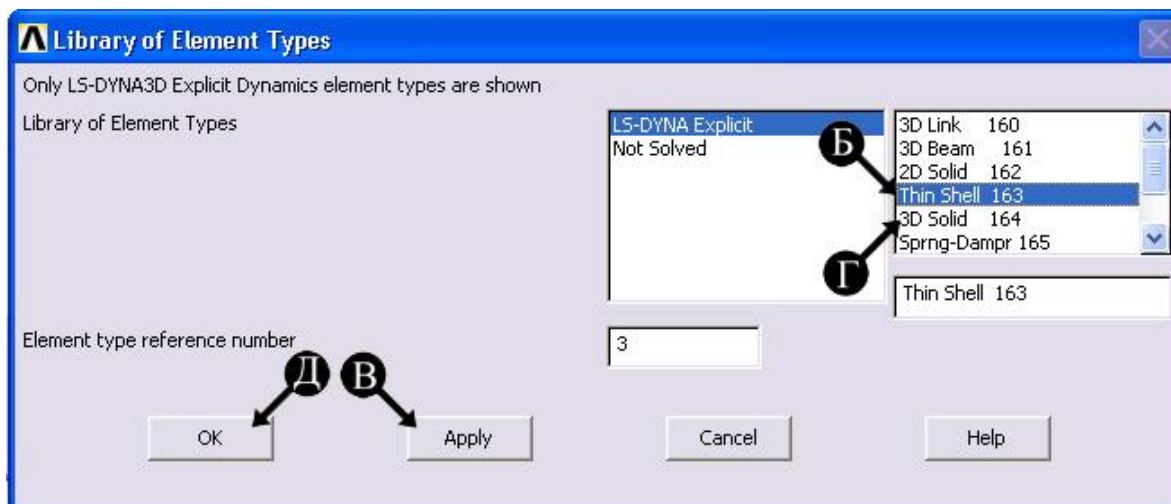 Library of Element Types
Only LS-DYNA3D Explicit Dynamics element types are shown
Library of Element Types
LS-DYNA Explicit
Not Solved
3D Link 160
3D Beam 161
2D Solid 162
Thin Shell 163
3D Solid 164
Sprng-Dampr 165
Б
Г
Thin Shell 163
Element type reference number
3
Д В
OK Apply Cancel Help